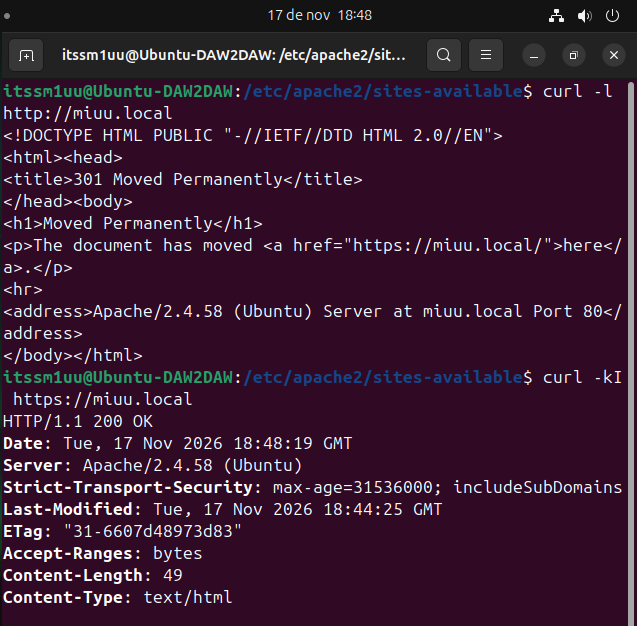 17 de nov  18:48
itssm1uu@Ubuntu-DAW2DAW: /etc/apache2/sit...
itssm1uu@Ubuntu-DAW2DAW:/etc/apache2/sites-available$ curl -l
http://miuu.local
<!DOCTYPE HTML PUBLIC "-//IETF//DTD HTML 2.0//EN">
<html><head>
<title>301 Moved Permanently</title>
</head><body>
<h1>Moved Permanently</h1>
<p>The document has moved <a href="https://miuu.local/">here</
a>.</p>
<hr>
<address>Apache/2.4.58 (Ubuntu) Server at miuu.local Port 80</
address>
</body></html>
itssm1uu@Ubuntu-DAW2DAW:/etc/apache2/sites-available$ curl -kI
 https://miuu.local
HTTP/1.1 200 OK
Date: Tue, 17 Nov 2026 18:48:19 GMT
Server: Apache/2.4.58 (Ubuntu)
Strict-Transport-Security: max-age=31536000; includeSubDomains
Last-Modified: Tue, 17 Nov 2026 18:44:25 GMT
ETag: "31-6607d48973d83"
Accept-Ranges: bytes
Content-Length: 49
Content-Type: text/html